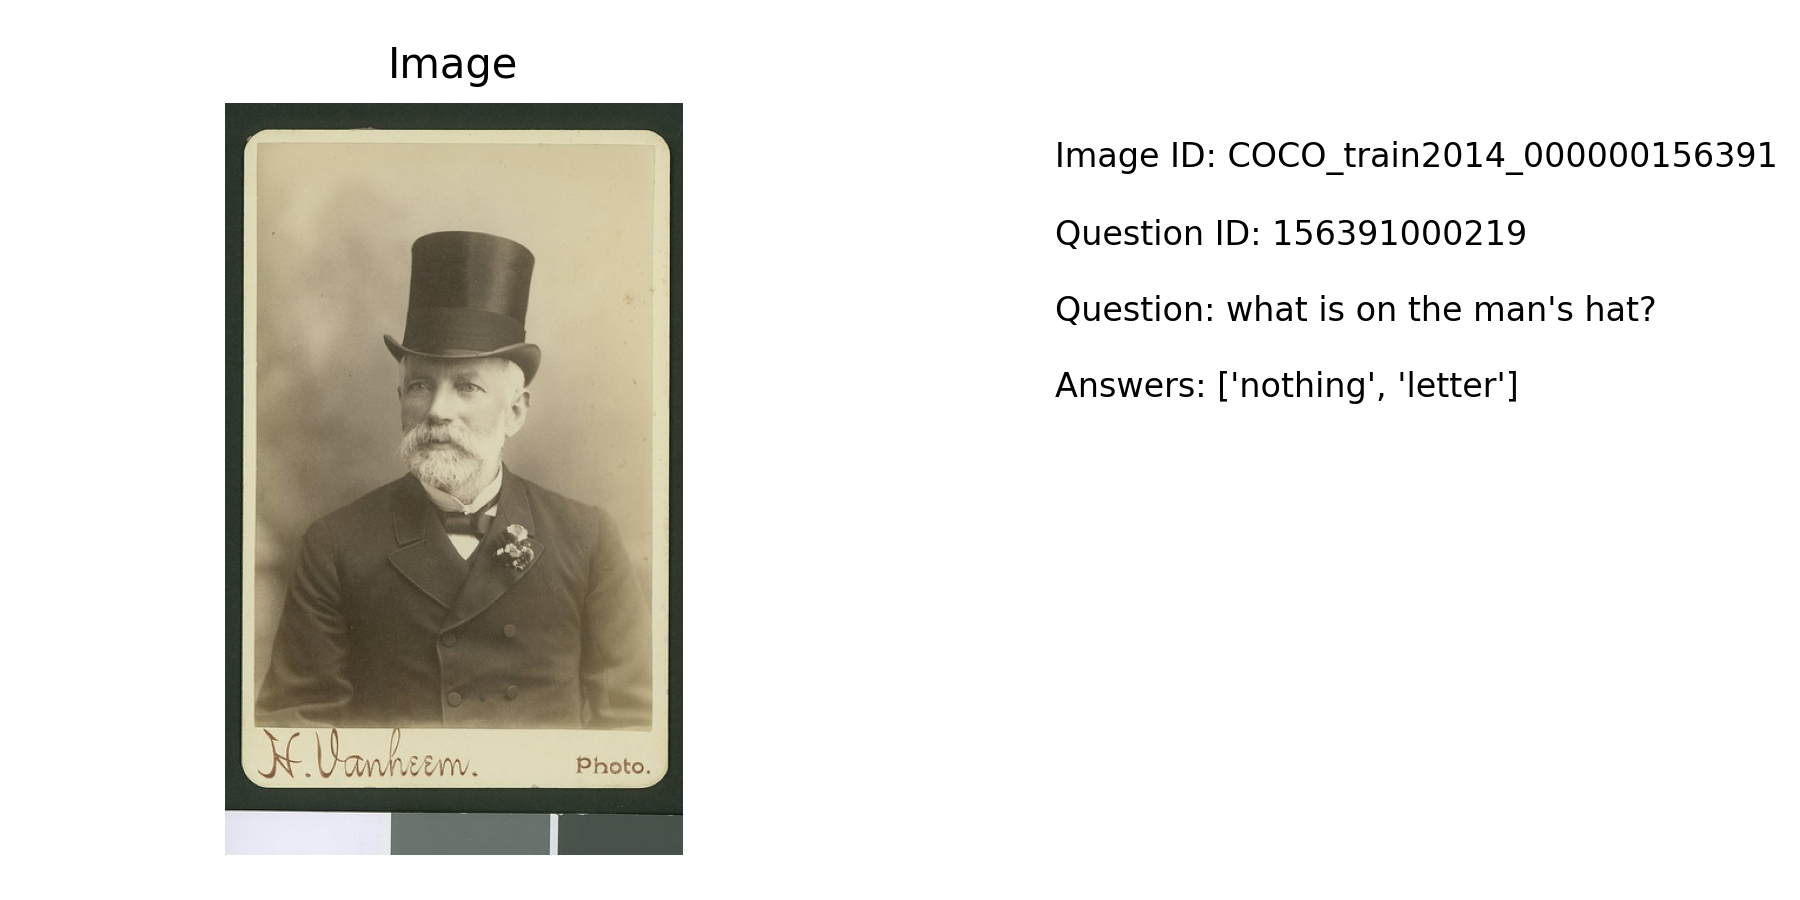 Image
Image ID: COCO_train2014_000000156391
Question ID: 156391000219
Question: what is on the man's hat?
Answers: ['nothing', 'letter']
H. Vanheem.
Photo.